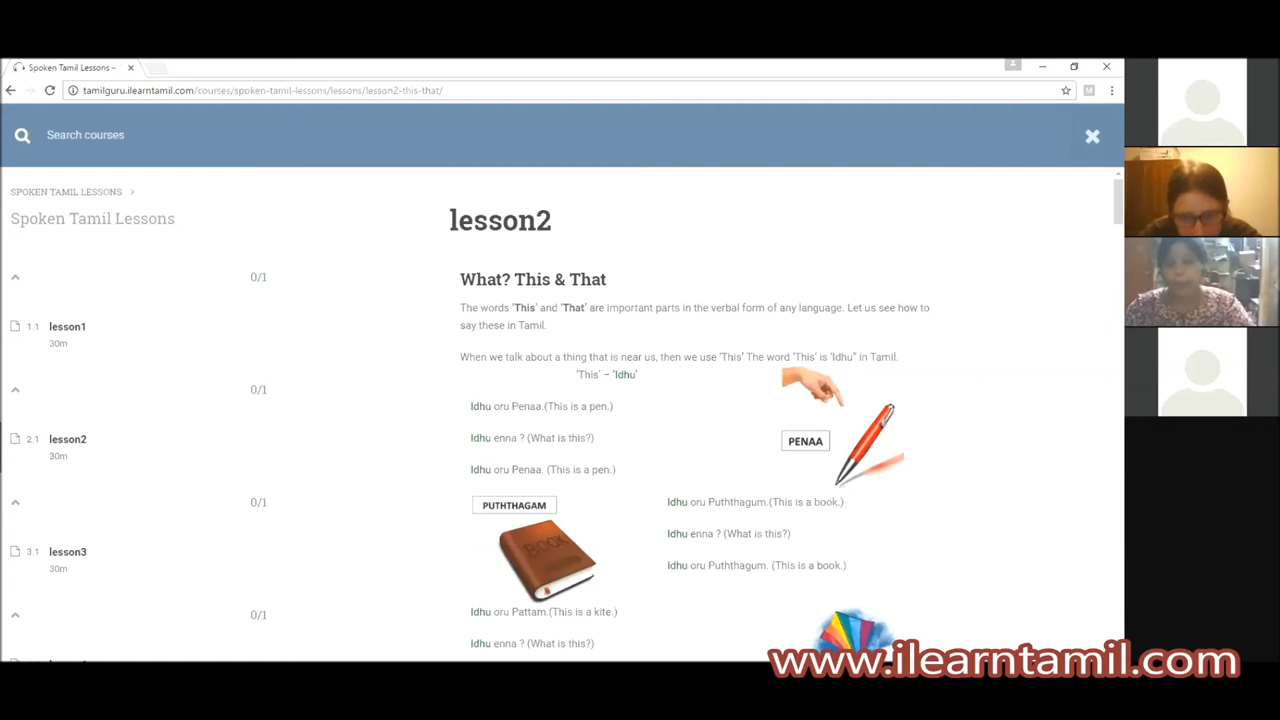 Spoken Tamil Lessons –
tamilguru.ilearntamil.com/courses/spoken-tamil-lessons/lessons/lesson2-this-that/
M
Search courses
SPOKEN TAMIL LESSONS >
Spoken Tamil Lessons
0/1
1.1 lesson1
30m
0/1
2.1 lesson2
30m
0/1
3.1 lesson3
30m
0/1
lesson2
What? This & That
The words 'This' and 'That' are important parts in the verbal form of any language. Let us see how to
say these in Tamil.
When we talk about a thing that is near us, then we use 'This' The word 'This' is 'Idhu" in Tamil.
'This' – 'Idhu'
Idhu oru Penaa.(This is a pen.)
Idhu enna ? (What is this?)
PENAA
Idhu oru Penaa. (This is a pen.)
PUTHTHAGAM
BOOK
Idhu oru Puththagum.(This is a book.)
Idhu enna ? (What is this?)
Idhu oru Puththagum. (This is a book.)
Idhu oru Pattam.(This is a kite.)
Idhu enna ? (What is this?)
www.ilearntamil.com